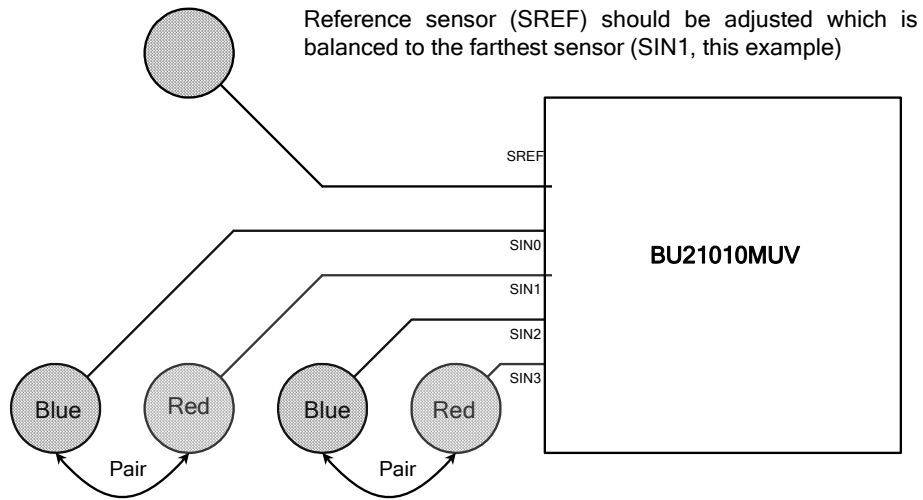 Reference sensor (SREF) should be adjusted which is
balanced to the farthest sensor (SIN1, this example)
SREF
SIN0
BU21010MUV
SIN1
SIN2
SIN3
Blue
Red
Blue
Red
Pair
Pair